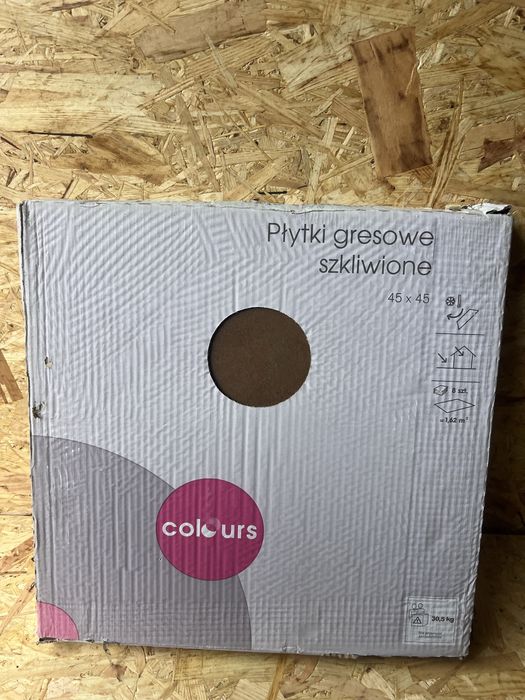 Płytki gresowe
szkliwione
45 x 45
8 szt.
= 1,62 m²
colours
30,5 kg